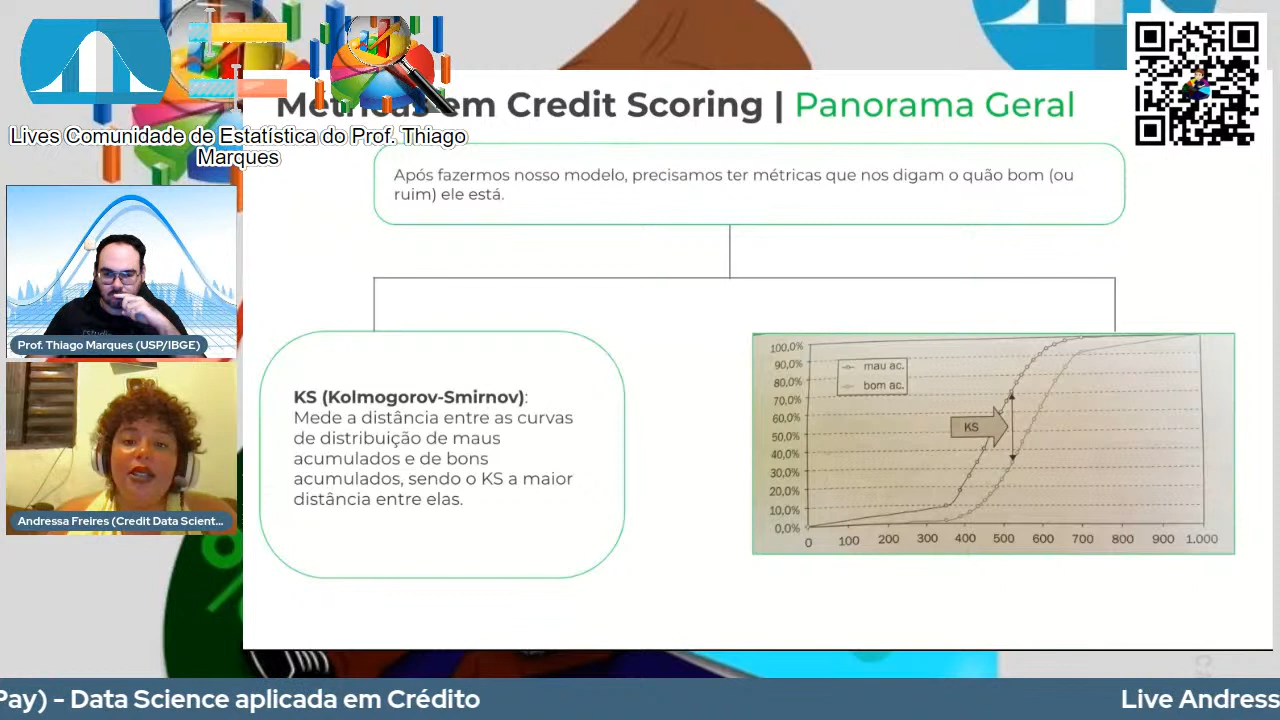 Métricas em Credit Scoring | Panorama Geral
Lives Comunidade de Estatística do Prof. Thiago
Marques
Após fazermos nosso modelo, precisamos ter métricas que nos digam o quão bom (ou
ruim) ele está.
Prof. Thiago Marques (USP/IBGE)
Andressa Freires (Credit Data Scient...
KS (Kolmogorov-Smirnov):
Mede a distância entre as curvas
de distribuição de maus
acumulados e de bons
acumulados, sendo o KS a maior
distância entre elas.
100,0%
90,0%
80,0%
70,0%
60,0%
50,0%
40,0%
30,0%
20,0%
10,0%
0,0%
mau ac.
bom ac.
KS
0 100 200 300 400 500 600 700 800 900 1.000
Pay) - Data Science aplicada em Crédito
Live Andress